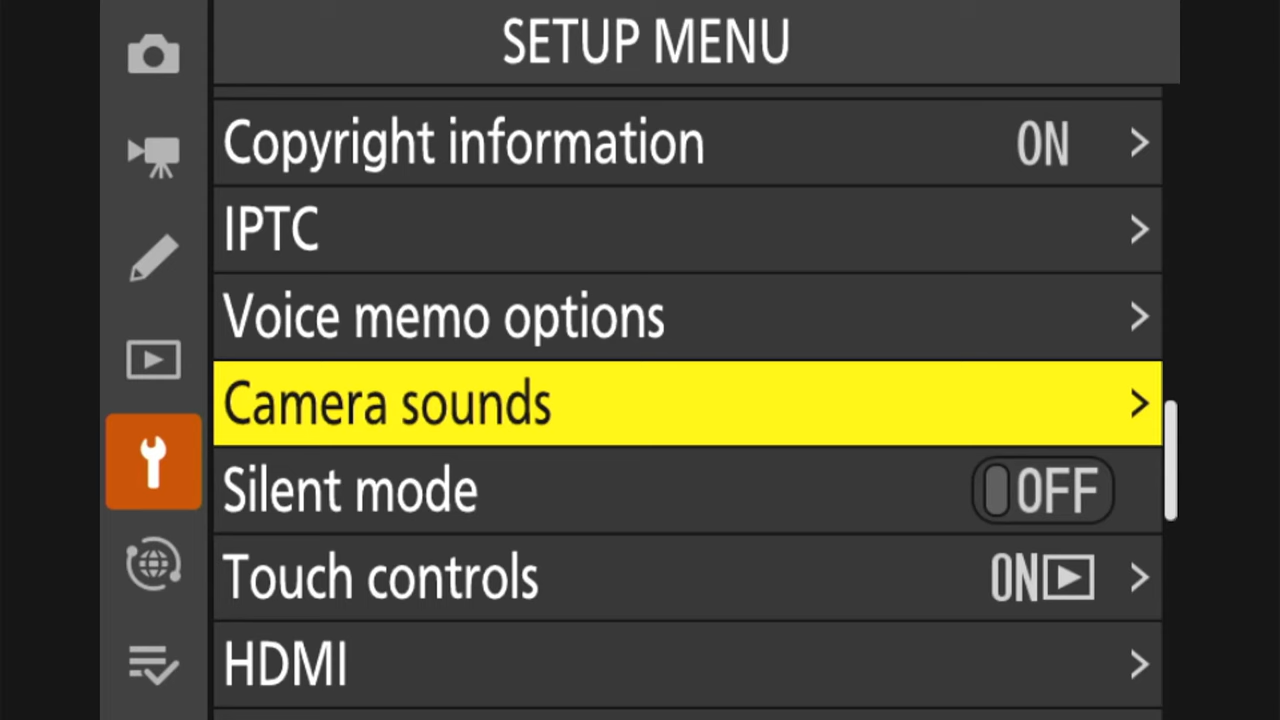 SETUP MENU
Copyright information ON >
IPTC >
Voice memo options >
Camera sounds >
Silent mode OFF
Touch controls ON >
HDMI >